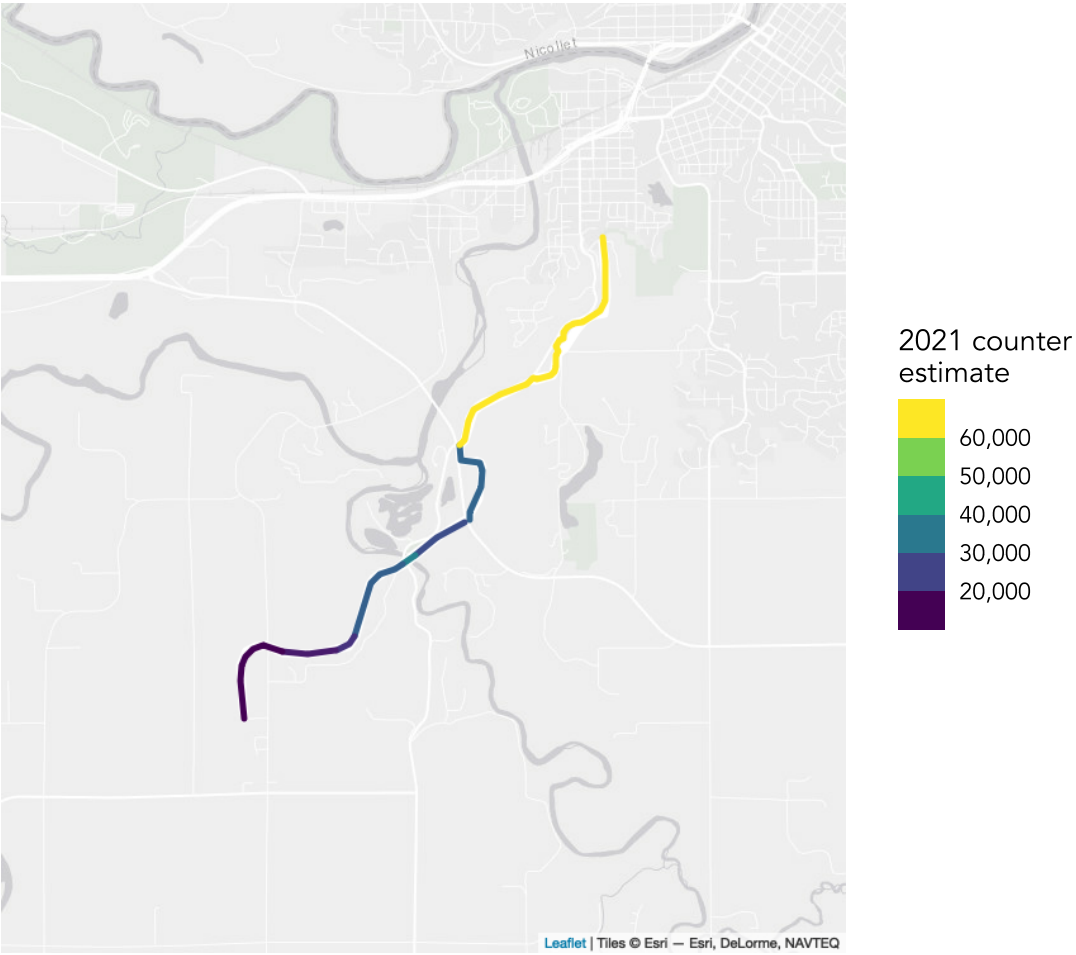 Nicollet
2021 counter
estimate
60,000
50,000
40,000
30,000
20,000
Leaflet | Tiles © Esri — Esri, DeLorme, NAVTEQ